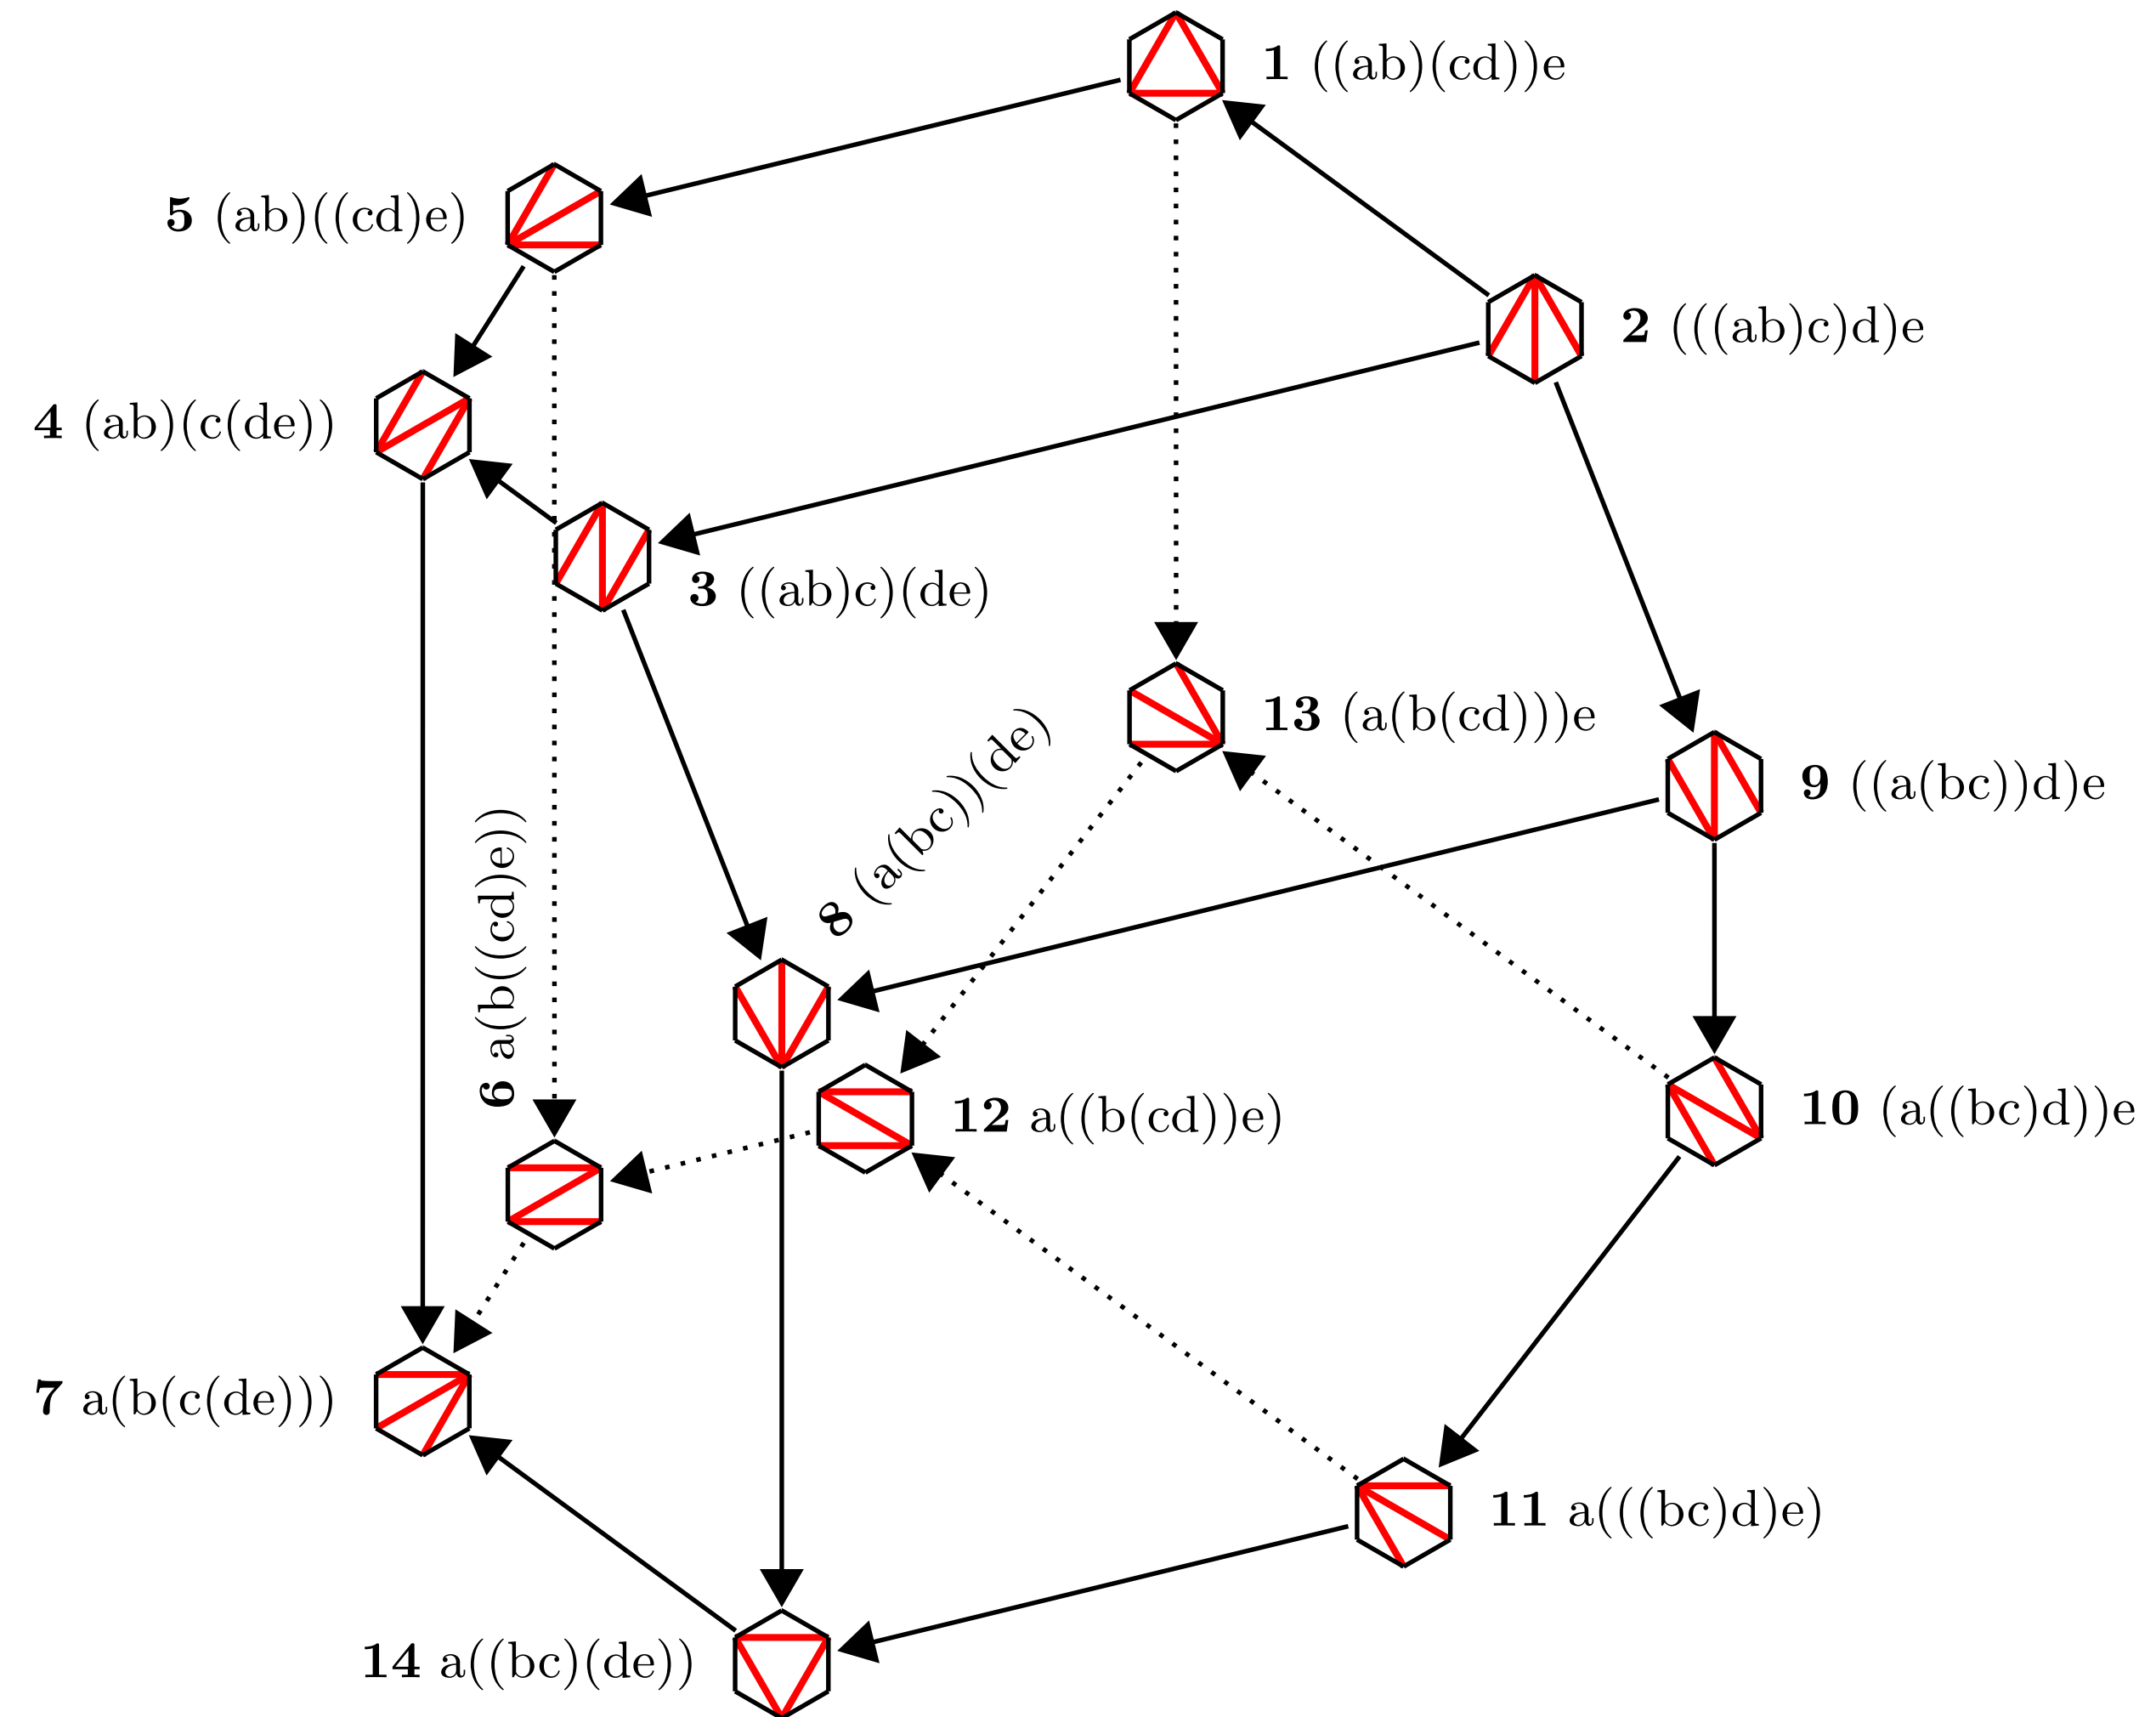 1 ((ab)(cd))e
5 (ab)((cd)e)
2 (((ab)c)d)e
4 (ab)(c(de))
3 ((ab)c)(de)
13 (a(b(cd)))e
9 ((a(bc))d)e
8 (a(bc))(de)
6 a(b((cd)e))
12 a((b(cd))e)
10 (a((bc)d))e
7 a(b(c(de)))
11 a(((bc)d)e)
14 a((bc)(de))